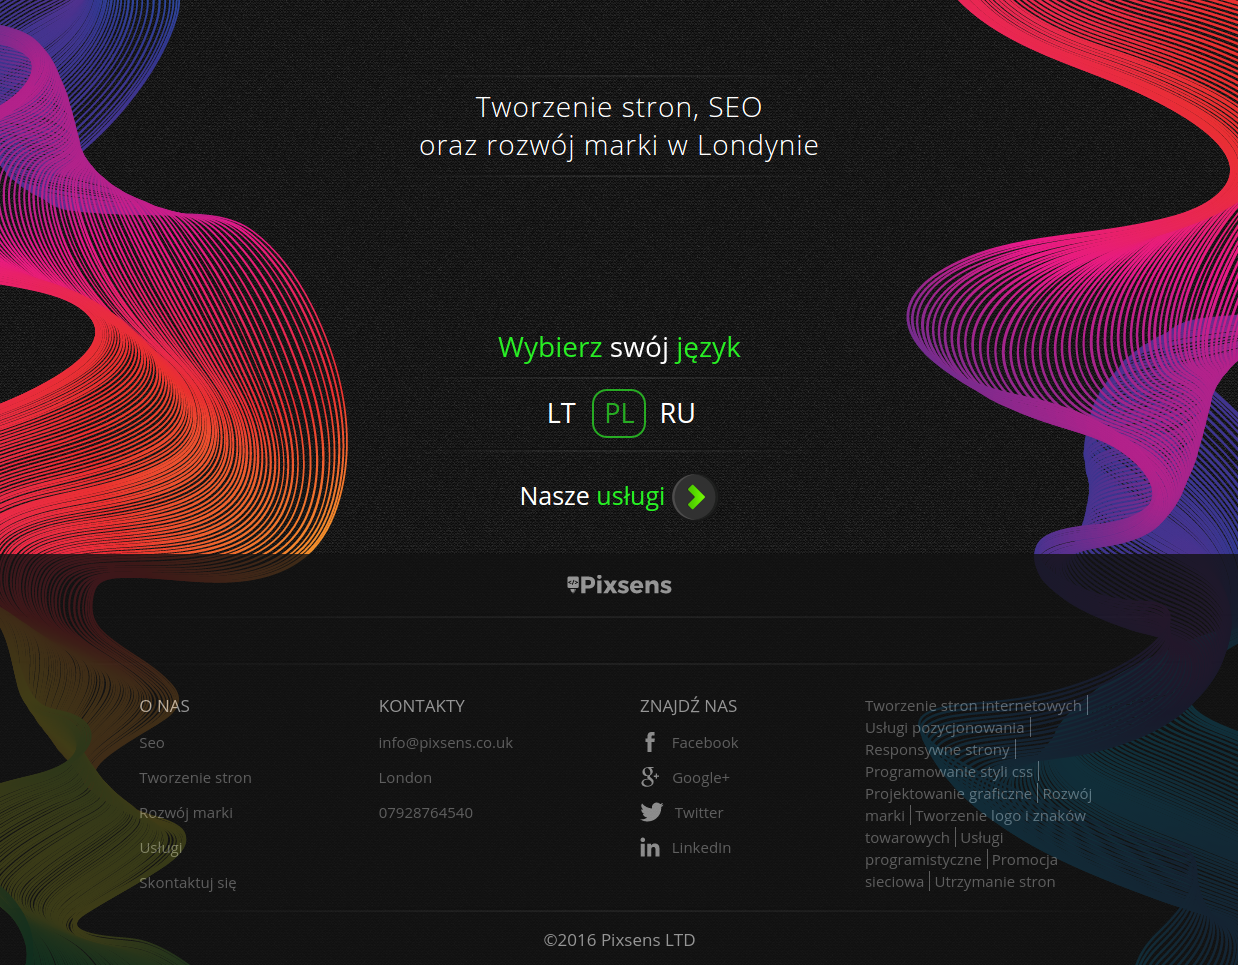 Tworzenie stron, SEO
oraz rozwój marki w Londynie
Wybierz swój język
LT PL RU
Nasze usługi
Pixsens
O NAS
Seo
Tworzenie stron
Rozwój marki
Usługi
Skontaktuj się
KONTAKTY
info@pixsens.co.uk
London
07928764540
ZNAJDŹ NAS
Facebook
Google+
Twitter
LinkedIn
Tworzenie stron internetowych |
Usługi pozycjonowania |
Responsywne strony |
Programowanie styli css |
Projektowanie graficzne | Rozwój
marki | Tworzenie logo i znaków
towarowych | Usługi
programistyczne | Promocja
sieciowa | Utrzymanie stron
©2016 Pixsens LTD